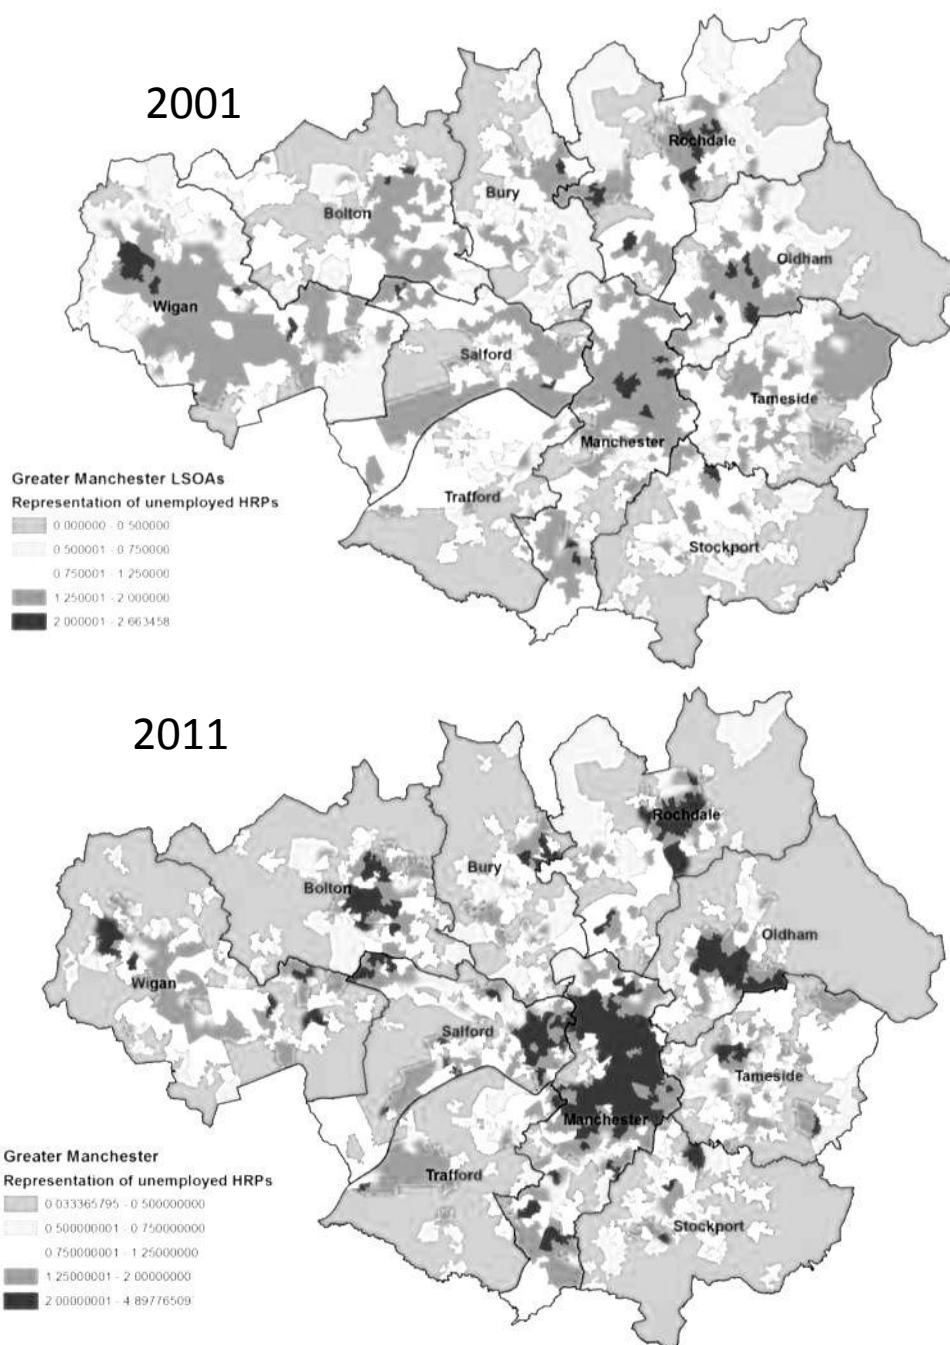 2001
Rochdale
Bury
Bolton
Oldham
Wigan
Salford
Tameside
Manchester
Trafford
Stockport
Greater Manchester LSOAs
Representation of unemployed HRPs
0.000000 - 0.500000
0.500001 - 0.750000
0.750001 - 1.250000
1.250001 - 2.000000
2.000001 - 2.663458
2011
Rochdale
Bury
Bolton
Oldham
Wigan
Salford
Tameside
Manchester
Trafford
Stockport
Greater Manchester
Representation of unemployed HRPs
0.033365795 - 0.500000000
0.500000001 - 0.750000000
0.750000001 - 1.25000000
1.25000001 - 2.00000000
2.00000001 - 4.89776509